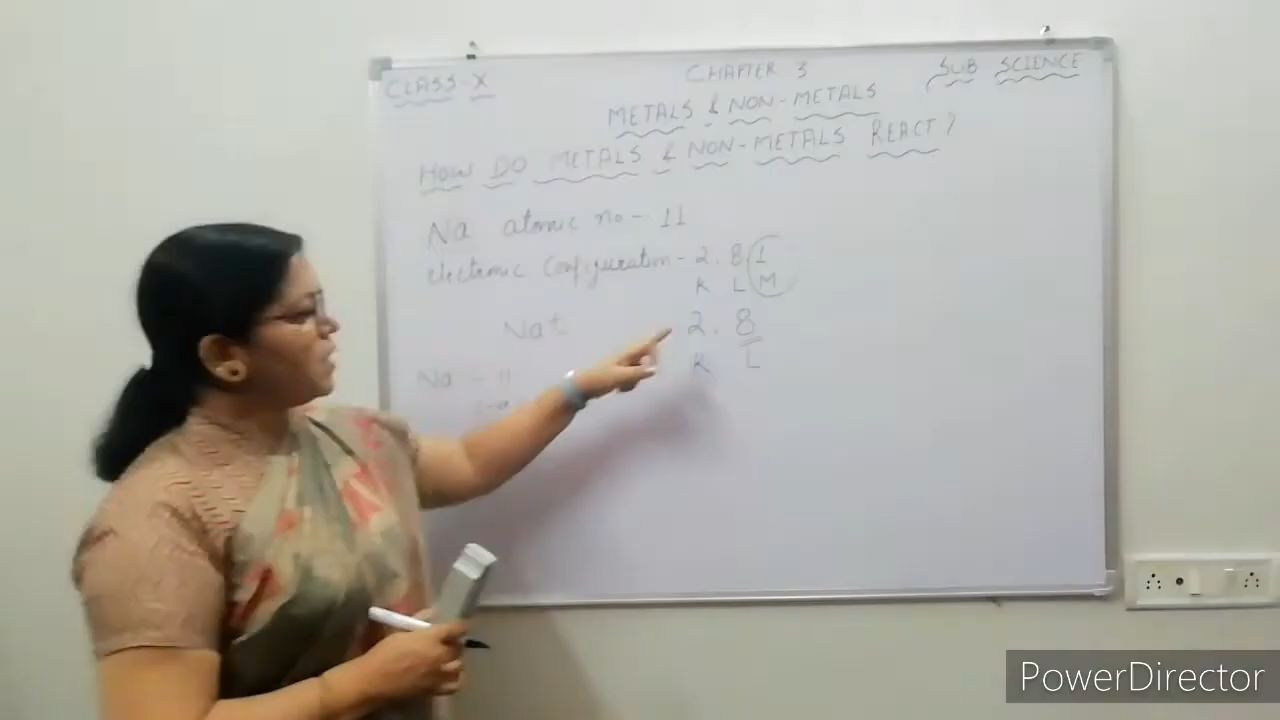 CLASS-X CHAPTER 3 SUB SCIENCE
METALS & NON-METALS
HOW DO METALS & NON-METALS REACT?
Na atomic no - 11
electronic configuration - 2. 8 1
K L M
Na+ 2. 8
K L
Na - 11
PowerDirector